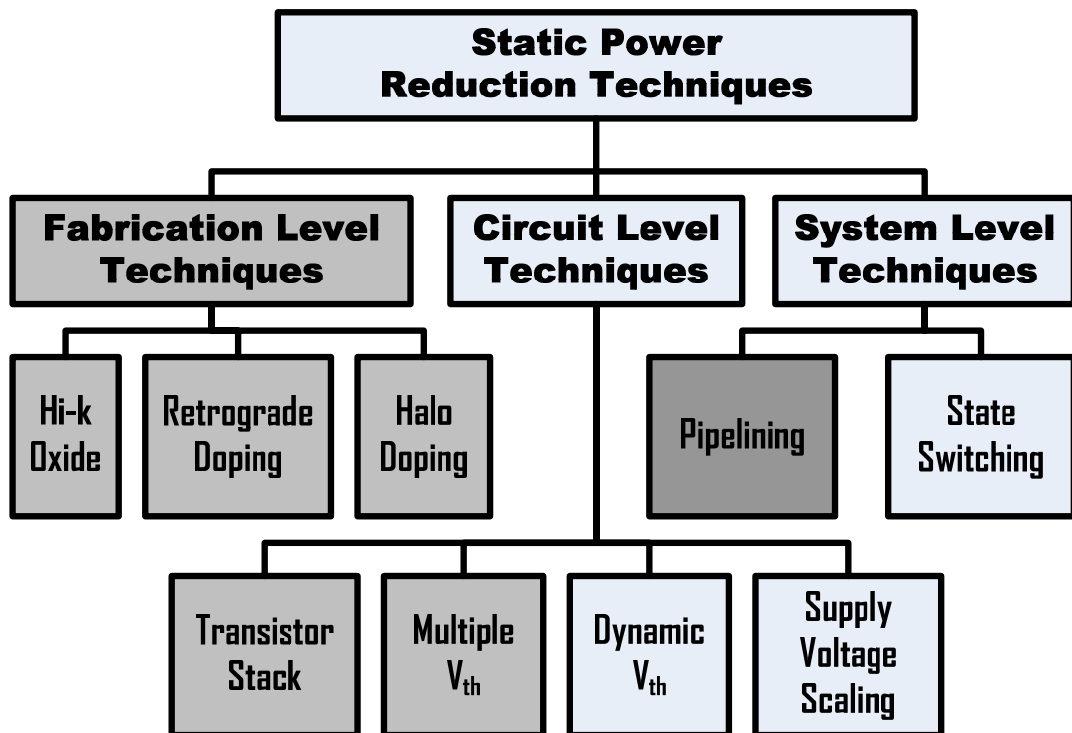 Static Power
Reduction Techniques
Fabrication Level
Techniques
Circuit Level
Techniques
System Level
Techniques
Hi-k
Oxide
Retrograde
Doping
Halo
Doping
Pipelining
State
Switching
Transistor
Stack
Multiple
Vth
Dynamic
Vth
Supply
Voltage
Scaling